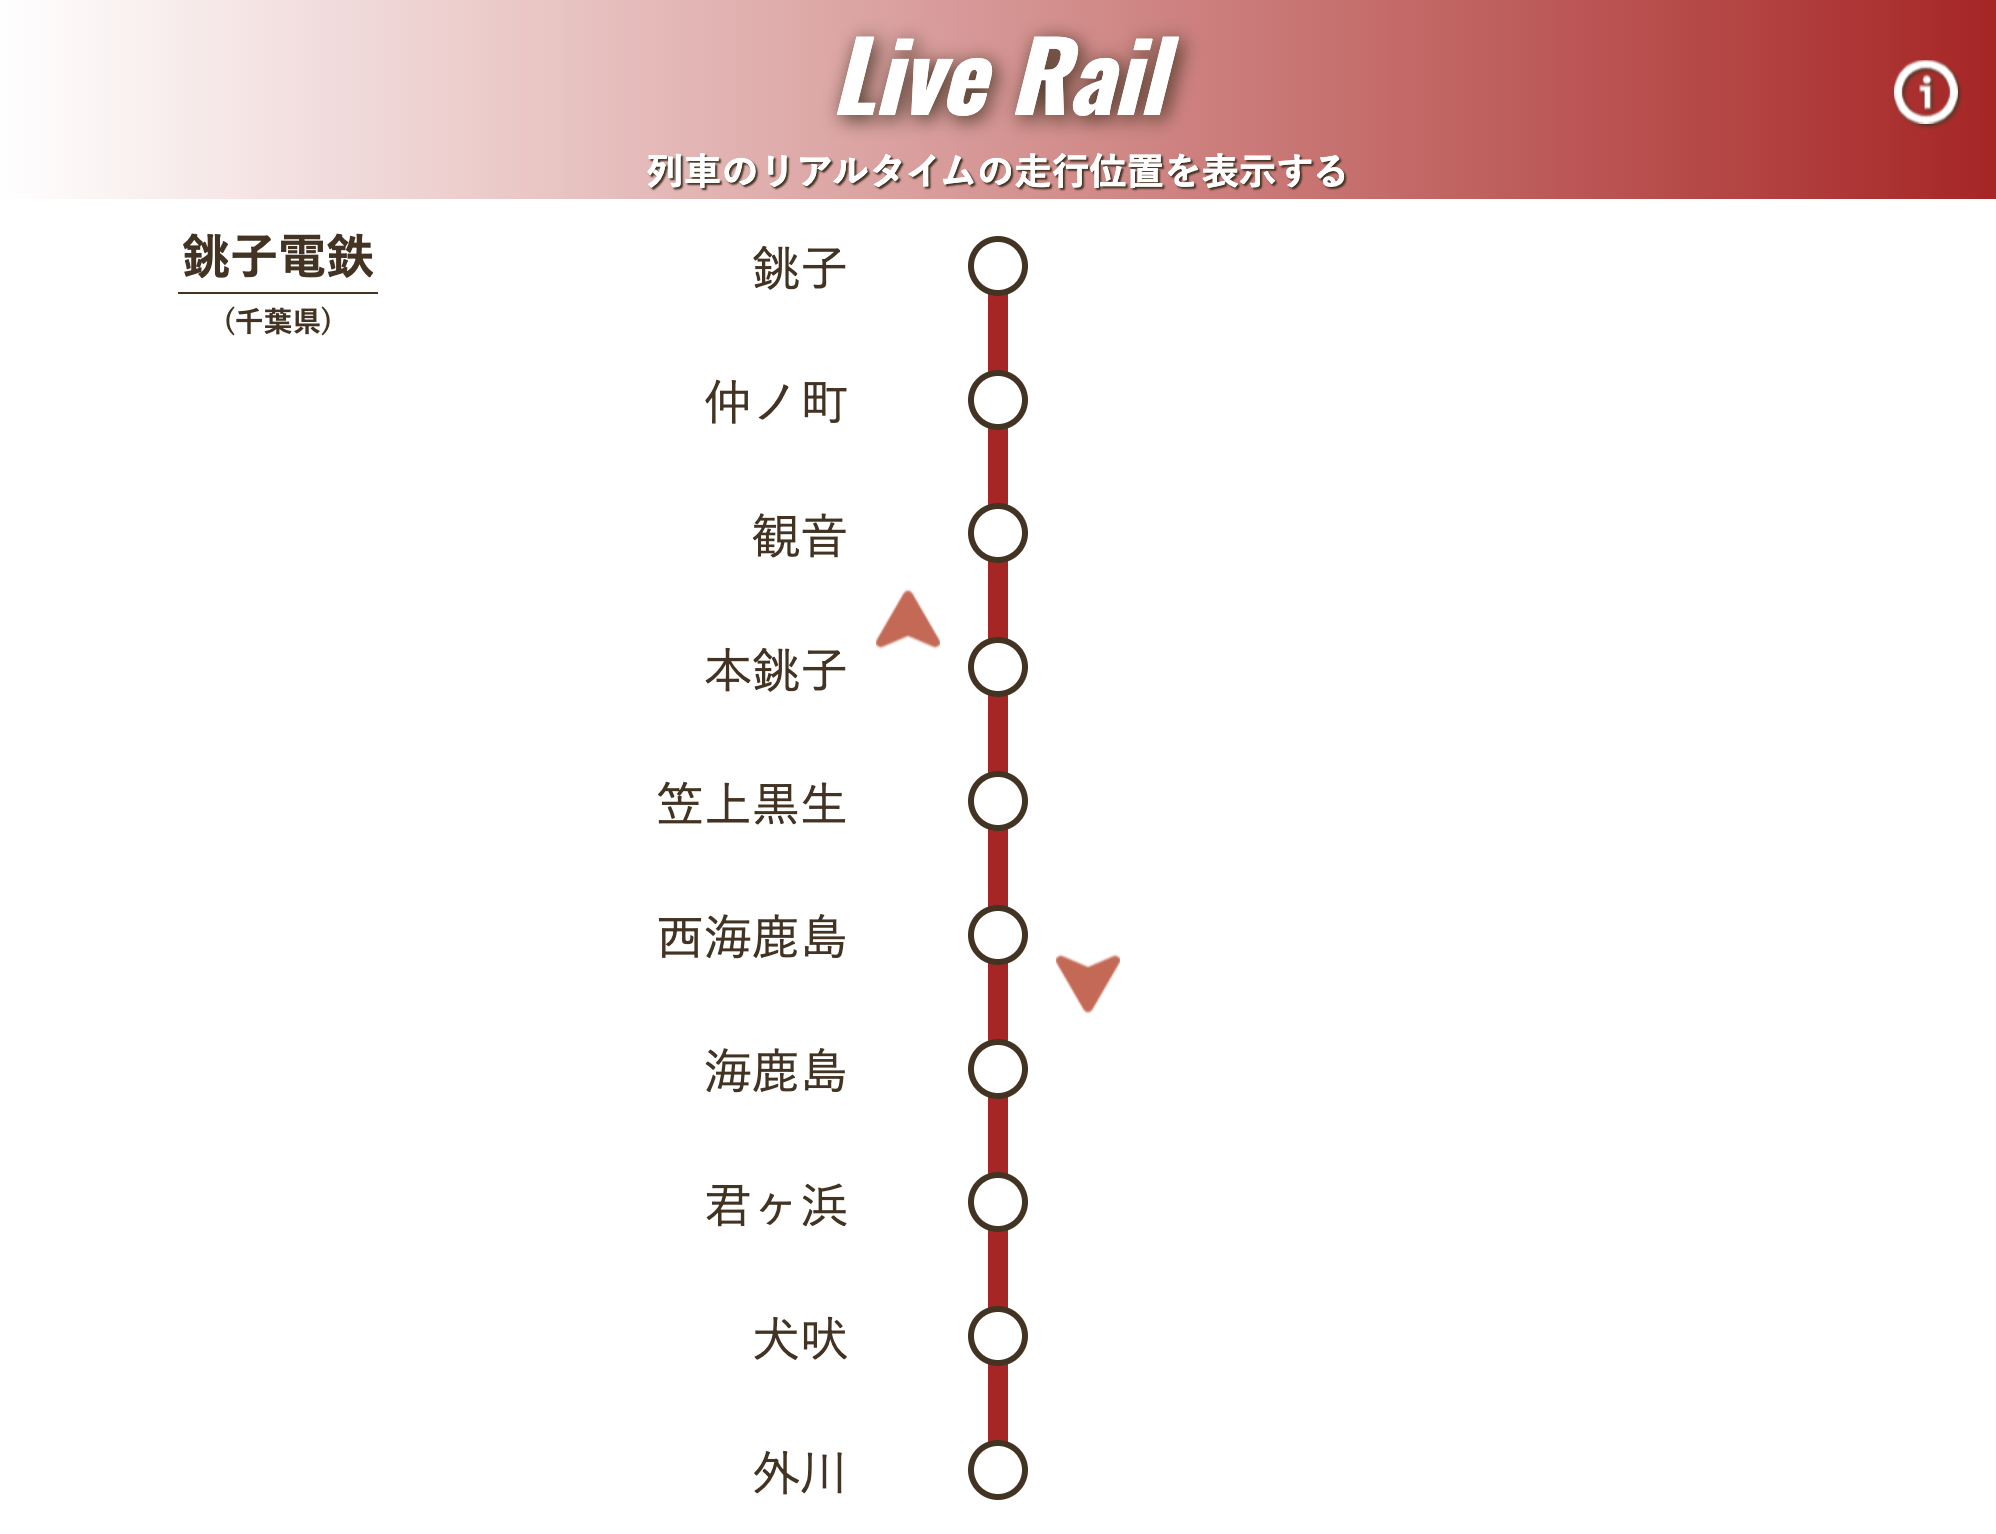 Live Rail
列車のリアルタイムの走行位置を表示する
銚子電鉄
（千葉県）
銚子
仲ノ町
観音
本銚子
笠上黒生
西海鹿島
海鹿島
君ヶ浜
犬吠
外川